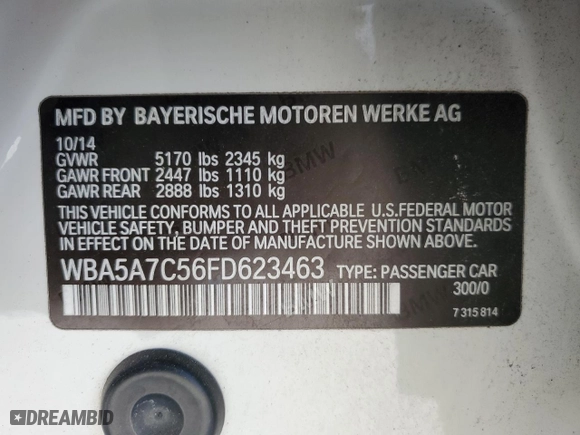 MFD BY BAYERISCHE MOTOREN WERKE AG
10/14
GVWR 5170 lbs 2345 kg
GAWR FRONT 2447 lbs 1110 kg
GAWR REAR 2888 lbs 1310 kg
THIS VEHICLE CONFORMS TO ALL APPLICABLE U.S.FEDERAL MOTOR
VEHICLE SAFETY, BUMPER AND THEFT PREVENTION STANDARDS
IN EFFECT ON THE DATE OF MANUFACTURE SHOWN ABOVE.
WBA5A7C56FD623463 TYPE: PASSENGER CAR
300/0
7 315 814
DREAMBID